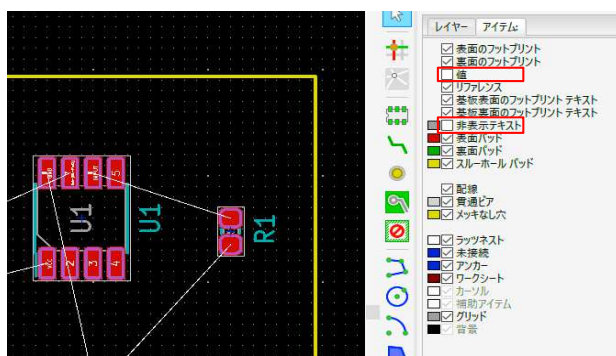 レイヤー アイテム
表面のフットプリント
裏面のフットプリント
値
リファレンス
基板表面のフットプリント テキスト
基板裏面のフットプリント テキスト
非表示テキスト
表面パッド
裏面パッド
スルーホール パッド
配線
貫通ビア
メッキなし穴
ラッツネスト
未接続
アンカー
ワークシート
カーソル
補助アイテム
グリッド
背景
5
U1 U1 R1
VCC 2 3 4